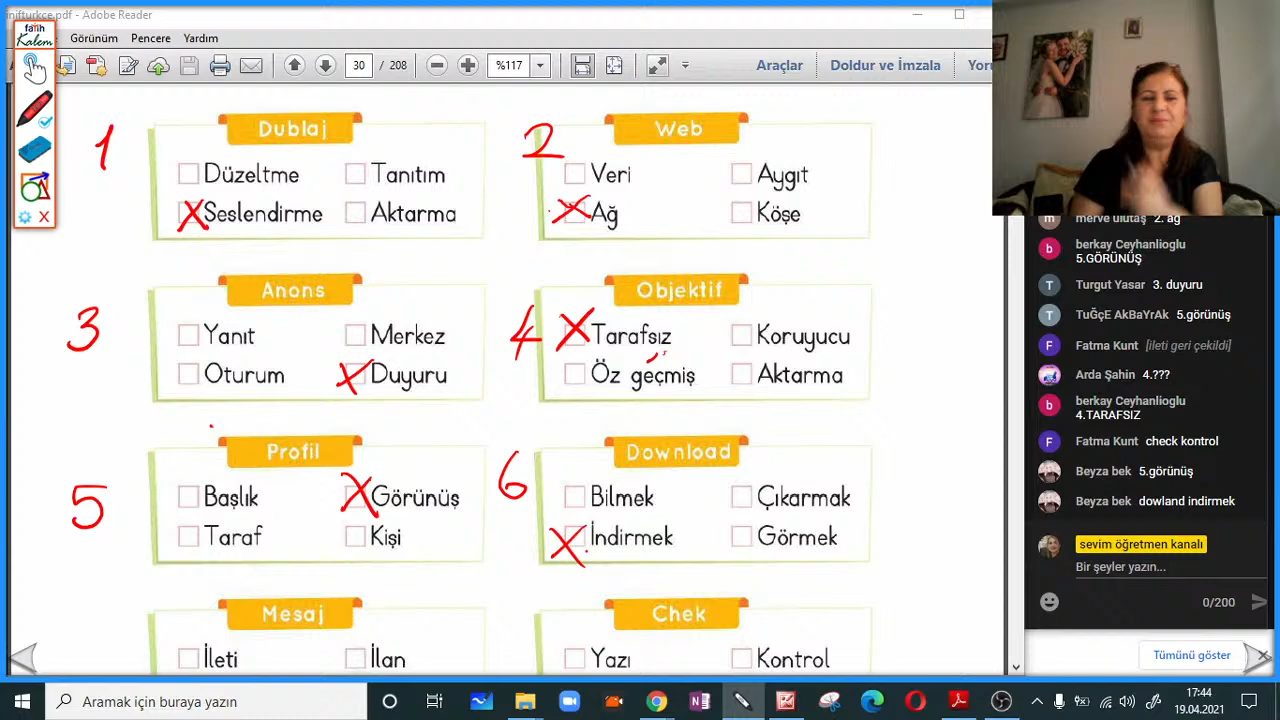 iniftturkce.pdf - Adobe Reader
fatih
Kalem
Görünüm Pencere Yardım
30 / 208 %117 Araçlar Doldur ve İmzala
1 Dublaj
Düzeltme Tanıtım
X Seslendirme Aktarma
2 Web
Veri Aygıt
X Ağ Köşe
3 Anons
Yanıt Merkez
Oturum X Duyuru
4 Objektif
X Tarafsız Koruyucu
Öz geçmiş Aktarma
5 Profil
Başlık X Görünüş
Taraf Kişi
6 Download
Bilmek Çıkarmak
X İndirmek Görmek
Mesaj
İleti İlan
Chek
Yazı Kontrol
m merve ulutaş 2. ağ
b berkay Ceyhanlioglu
5.GÖRÜNÜŞ
T Turgut Yasar 3. duyuru
T TuĞçE AkBaYrAk 5.görünüş
F Fatma Kunt [ileti geri çekildi]
Arda Şahin 4.???
b berkay Ceyhanlioglu
4.TARAFSIZ
F Fatma Kunt check kontrol
Beyza bek 5.görünüş
Beyza bek dowland indirmek
sevim öğretmen kanalı
Bir şeyler yazın...
0/200
Tümünü göster
Aramak için buraya yazın
17:44
19.04.2021